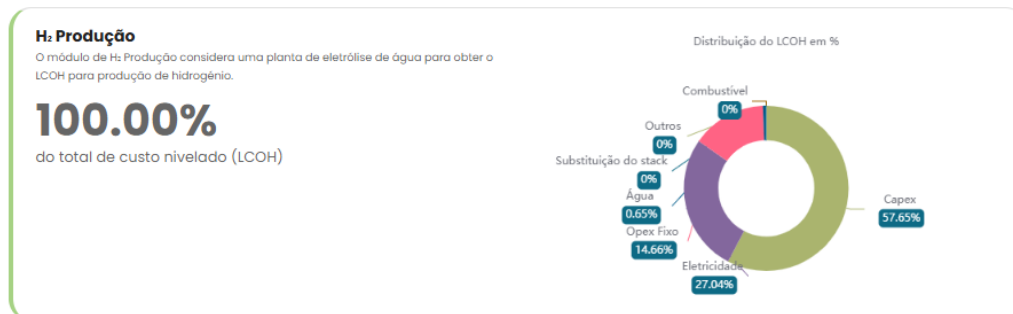 H₂ Produção
O módulo de H₂ Produção considera uma planta de eletrólise de água para obter o
LCOH para produção de hidrogênio.
100.00%
do total de custo nivelado (LCOH)
Distribuição do LCOH em %
Combustível
0%
Outros
0%
Substituição do stack
0%
Água
0.65%
Opex Fixo
14.66%
Eletricidade
27.04%
Capex
57.65%